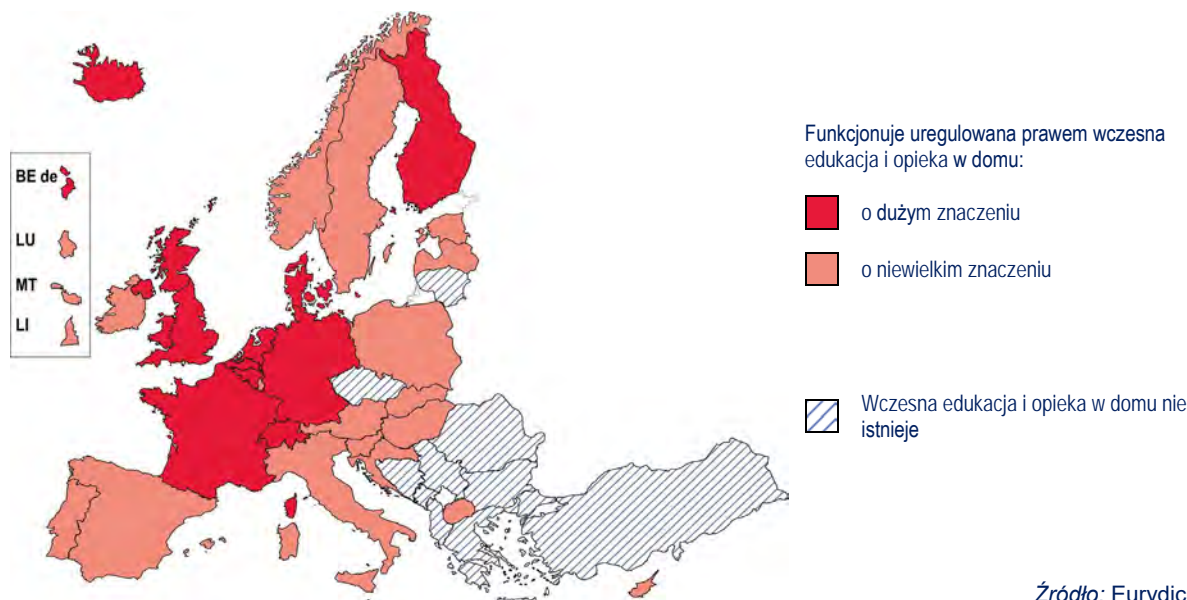 BE de
LU
MT
LI
Funkcjonuje uregulowana prawem wczesna
edukacja i opieka w domu:
o dużym znaczeniu
o niewielkim znaczeniu
Wczesna edukacja i opieka w domu nie
istnieje
Źródło: Eurydic